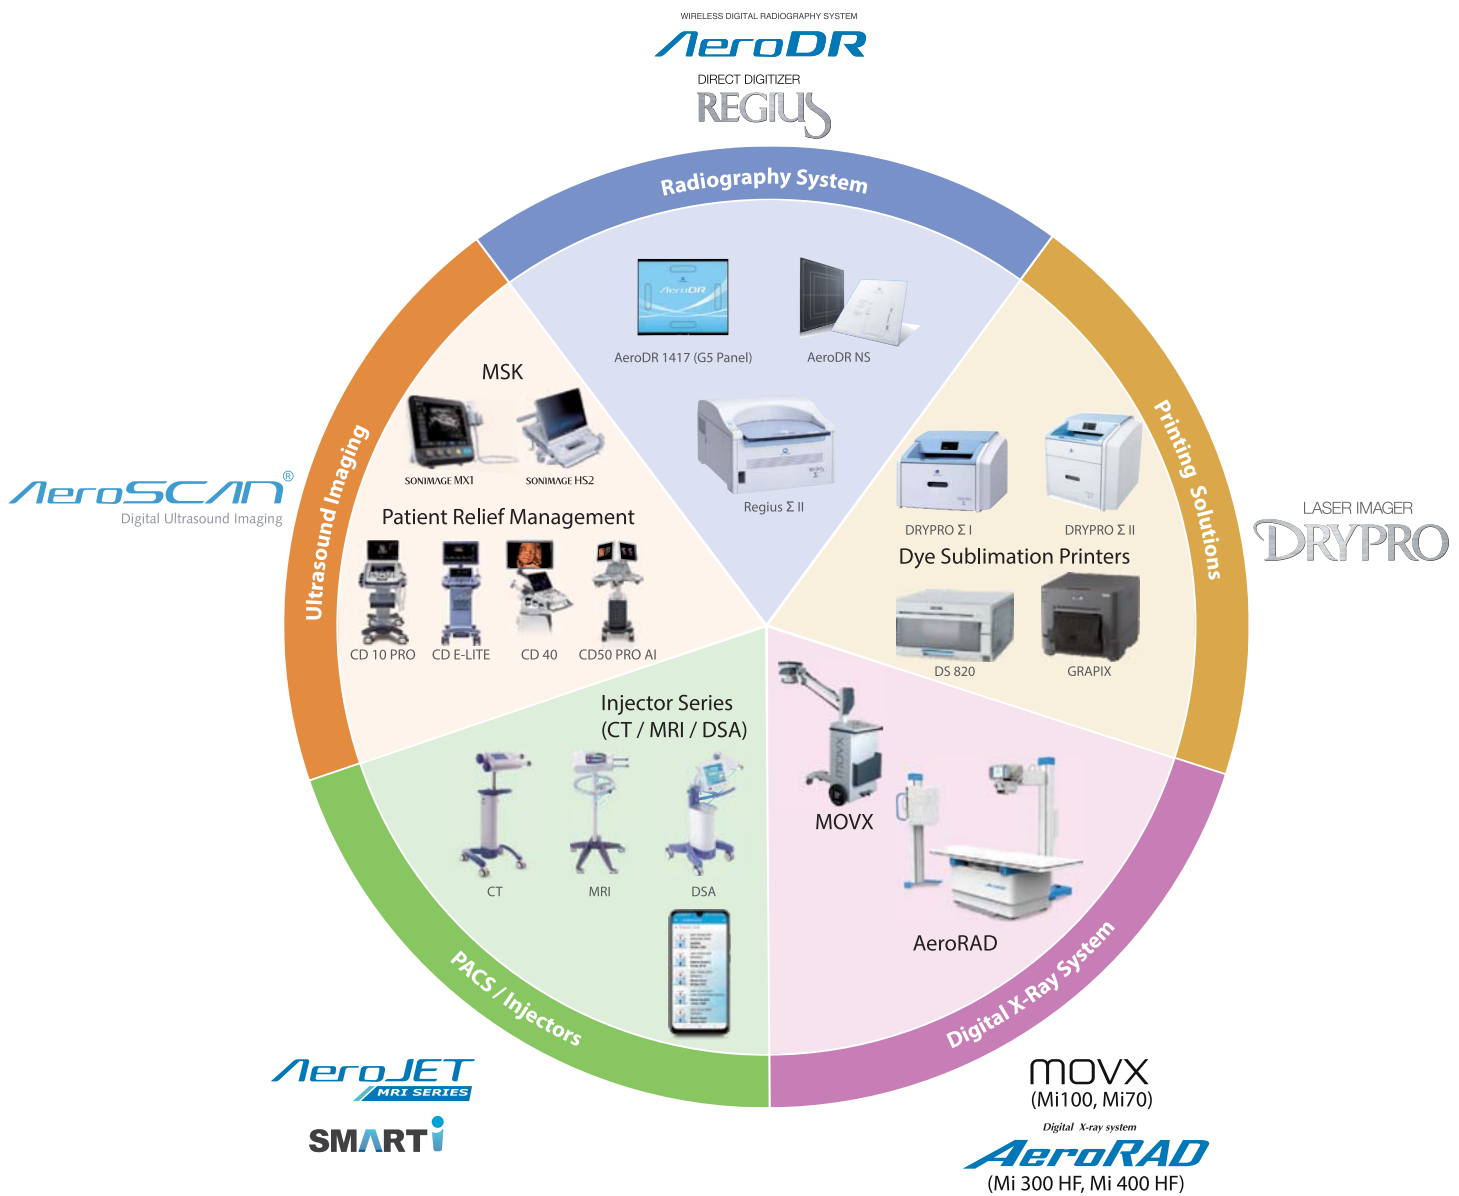 WIRELESS DIGITAL RADIOGRAPHY SYSTEM
AeroDR
DIRECT DIGITIZER
REGIUS
Radiography System
AeroDR
AeroDR 1417 (G5 Panel)
AeroDR NS
Regius Σ II
Printing Solutions
DRYPRO Σ I
DRYPRO Σ II
Dye Sublimation Printers
DS 820
GRAPIX
LASER IMAGER
DRYPRO
Ultrasound Imaging
MSK
SONIMAGE MX1
SONIMAGE HS2
Patient Relief Management
CD 10 PRO
CD E-LITE
CD 40
CD50 PRO AI
AeroSCAN®
Digital Ultrasound Imaging
Injector Series
(CT / MRI / DSA)
CT
MRI
DSA
PACS / Injectors
AeroJET
MRI SERIES
SMARTi
MOVX
MOVX
AeroRAD
Digital X-Ray System
MOVX
(Mi100, Mi70)
Digital X-ray system
AeroRAD
(Mi 300 HF, Mi 400 HF)